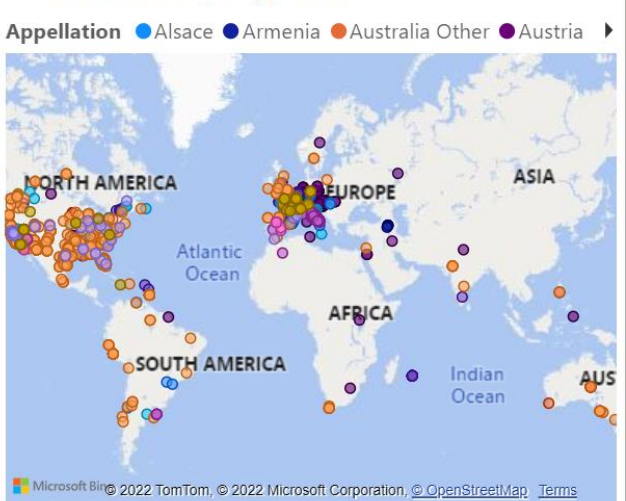 Appellation Alsace Armenia Australia Other Austria
NORTH AMERICA
EUROPE
ASIA
Atlantic
Ocean
AFRICA
SOUTH AMERICA
Indian
Ocean
AUS
Microsoft Bin © 2022 TomTom, © 2022 Microsoft Corporation, © OpenStreetMap Terms